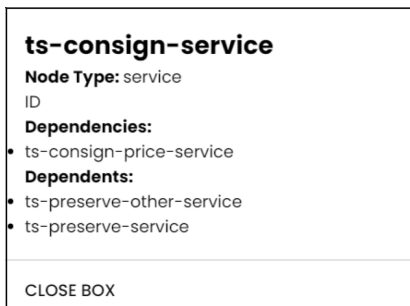 ts-consign-service
Node Type: service
ID
Dependencies:
• ts-consign-price-service
Dependents:
• ts-preserve-other-service
• ts-preserve-service
CLOSE BOX